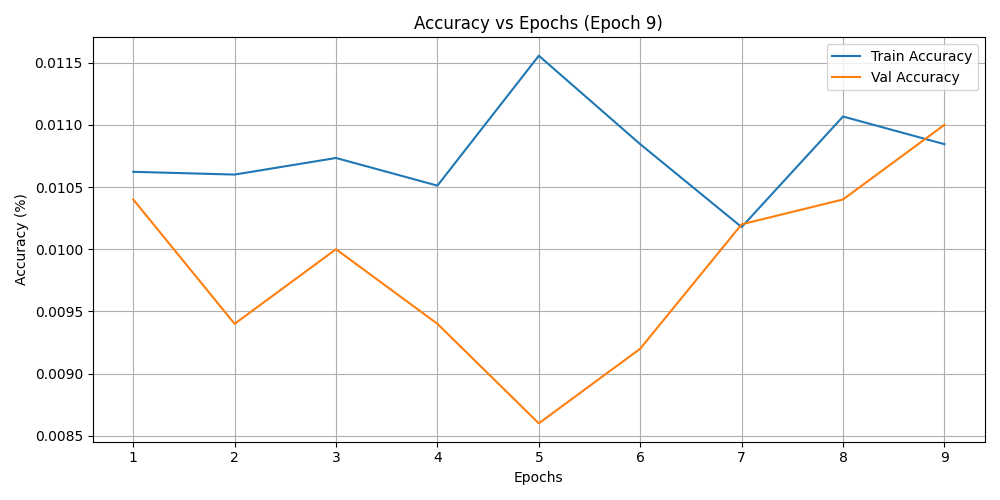 Accuracy vs Epochs (Epoch 9)
Train Accuracy
Val Accuracy
Accuracy (%)
0.0115
0.0110
0.0105
0.0100
0.0095
0.0090
0.0085
1 2 3 4 5 6 7 8 9
Epochs